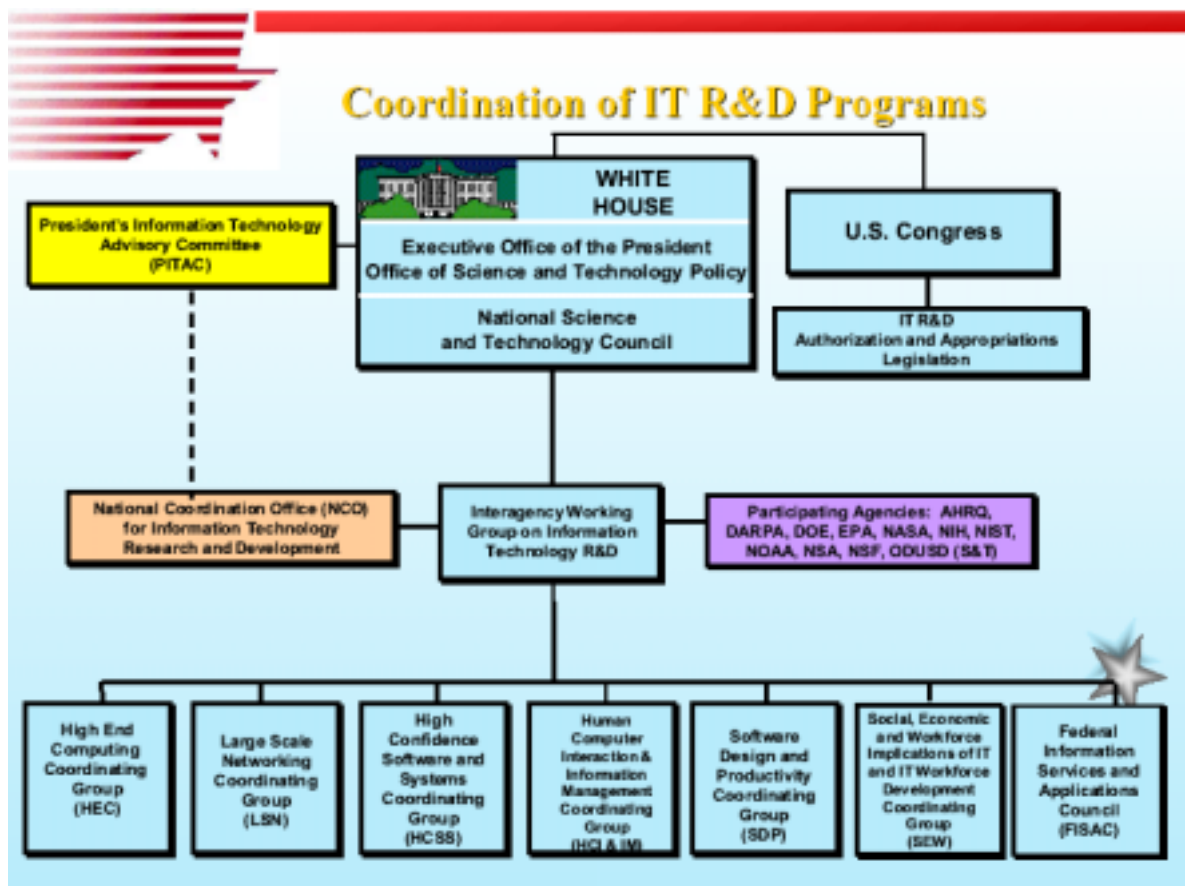 Coordination of IT R&D Programs
WHITE
HOUSE
Executive Office of the President
Office of Science and Technology Policy
National Science
and Technology Council
President's Information Technology
Advisory Committee
(PITAC)
U.S. Congress
IT R&D
Authorization and Appropriations
Legislation
National Coordination Office (NCO)
for Information Technology
Research and Development
Interagency Working
Group on Information
Technology R&D
Participating Agencies: AHRQ,
DARPA, DOE, EPA, NASA, NIH, NIST,
NOAA, NSA, NSF, ODUSD (S&T)
High End
Computing
Coordinating
Group
(HEC)
Large Scale
Networking
Coordinating
Group
(LSN)
High
Confidence
Software and
Systems
Coordinating
Group
(HCSS)
Human
Computer
Interaction &
Information
Management
Coordinating
Group
(HCI & IM)
Software
Design and
Productivity
Coordinating
Group
(SDP)
Social, Economic
and Workforce
Implications of IT
and IT Workforce
Development
Coordinating
Group
(SEW)
Federal
Information
Services and
Applications
Council
(FISAC)